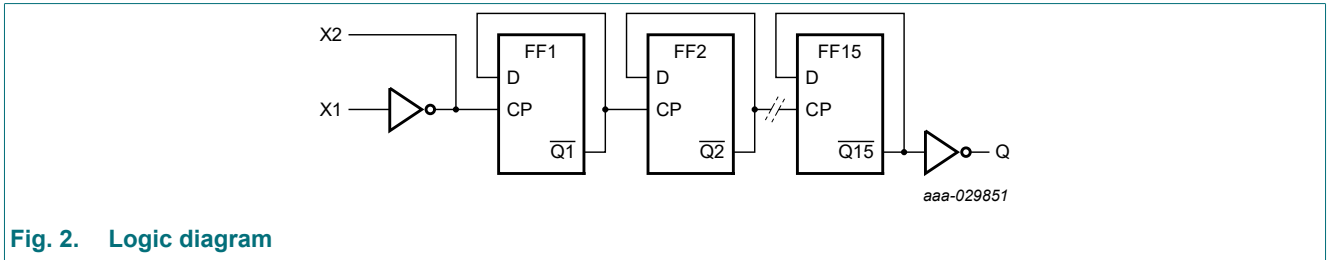 X2
FF1
FF2
FF15
D
D
D
X1
CP
CP
CP
Q1
Q2
Q15
Q
aaa-029851
Fig. 2. Logic diagram